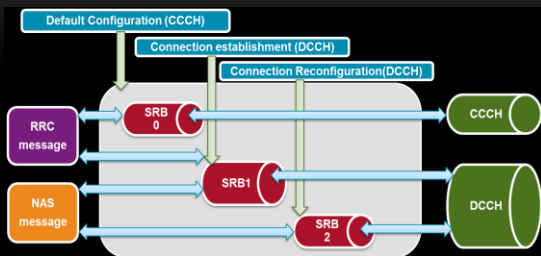 Default Configuration (CCCH)
Connection establishment (DCCH)
Connection Reconfiguration(DCCH)
SRB
0
CCCH
RRC
message
SRB1
NAS
message
DCCH
SRB
2